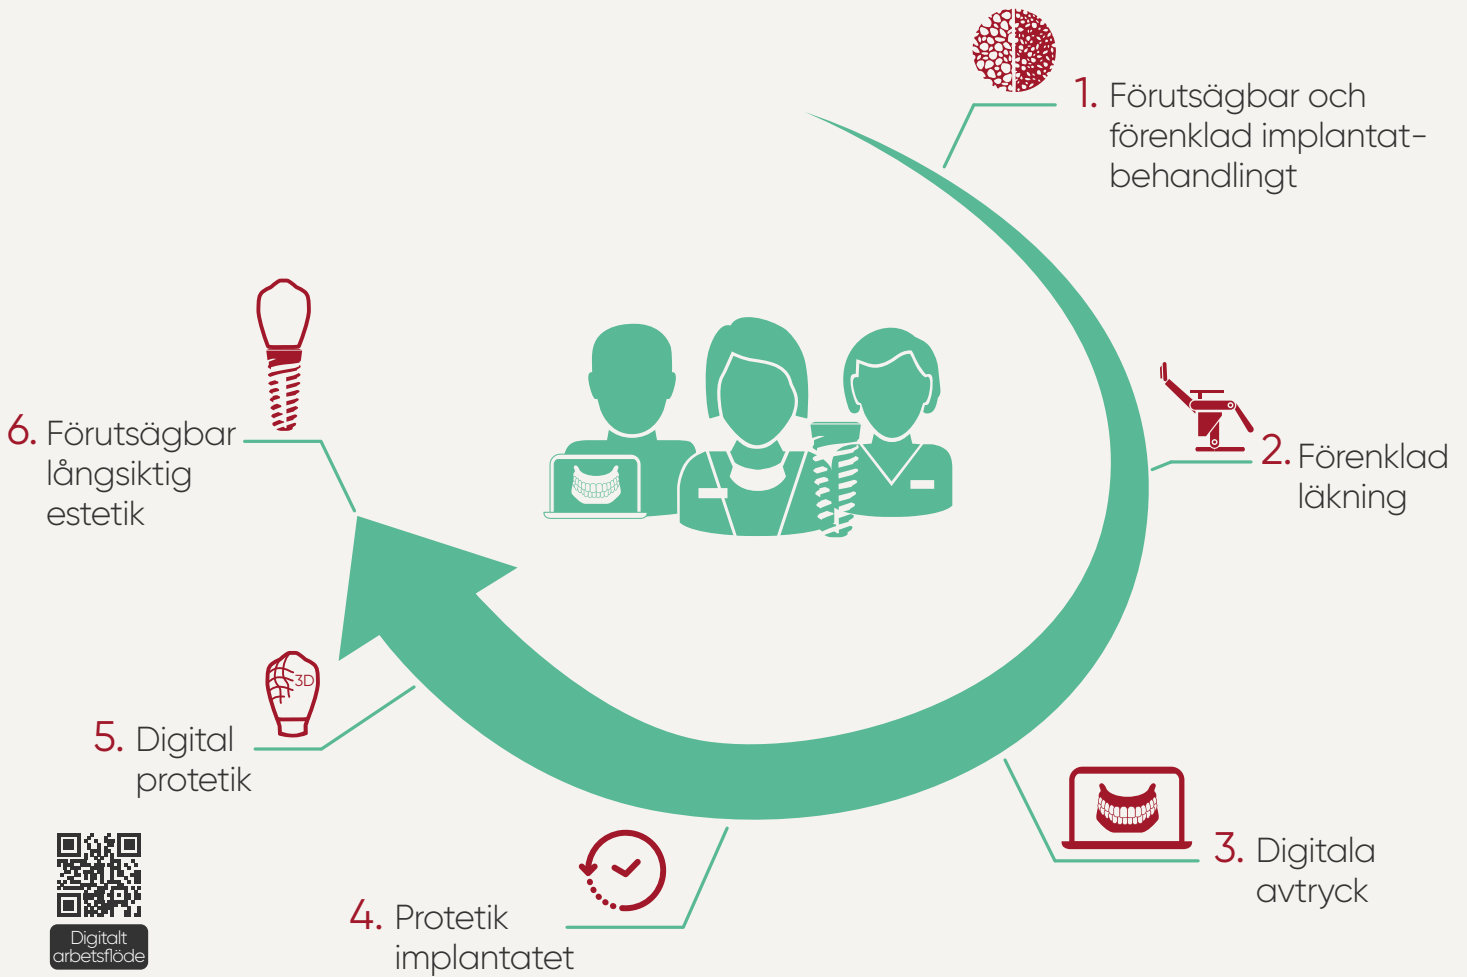 1. Förutsägbar och
förenklad implantat-
behandlingt
2. Förenklad
läkning
3. Digitala
avtryck
4. Protetik
implantatet
5. Digital
protetik
3D
6. Förutsägbar
långsiktig
estetik
Digitalt
arbetsflöde